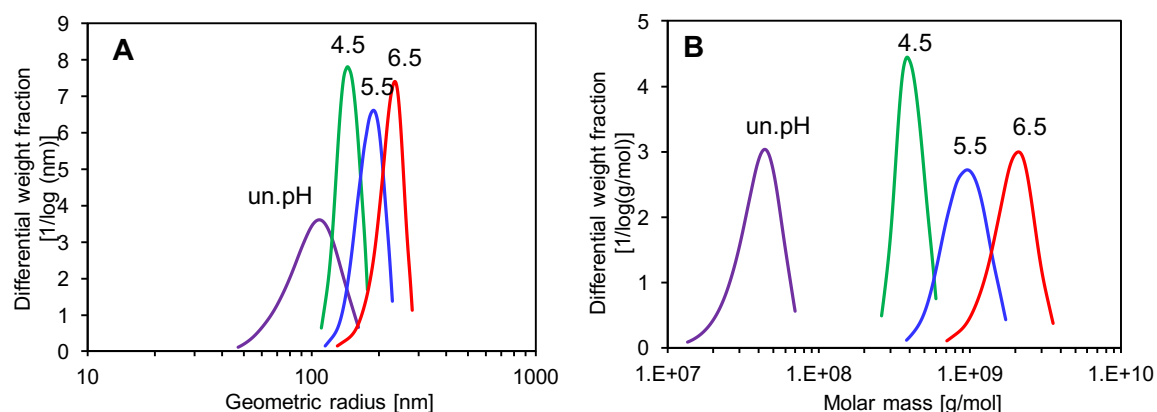 A
Differential weight fraction
[1/log (nm)]
9
8
7
6
5
4
3
2
1
0
4.5
6.5
5.5
un.pH
10
100
1000
Geometric radius [nm]
B
Differential weight fraction
[1/log(g/mol)]
5
4
3
2
1
0
4.5
un.pH
5.5
6.5
1.E+07
1.E+08
1.E+09
1.E+10
Molar mass [g/mol]